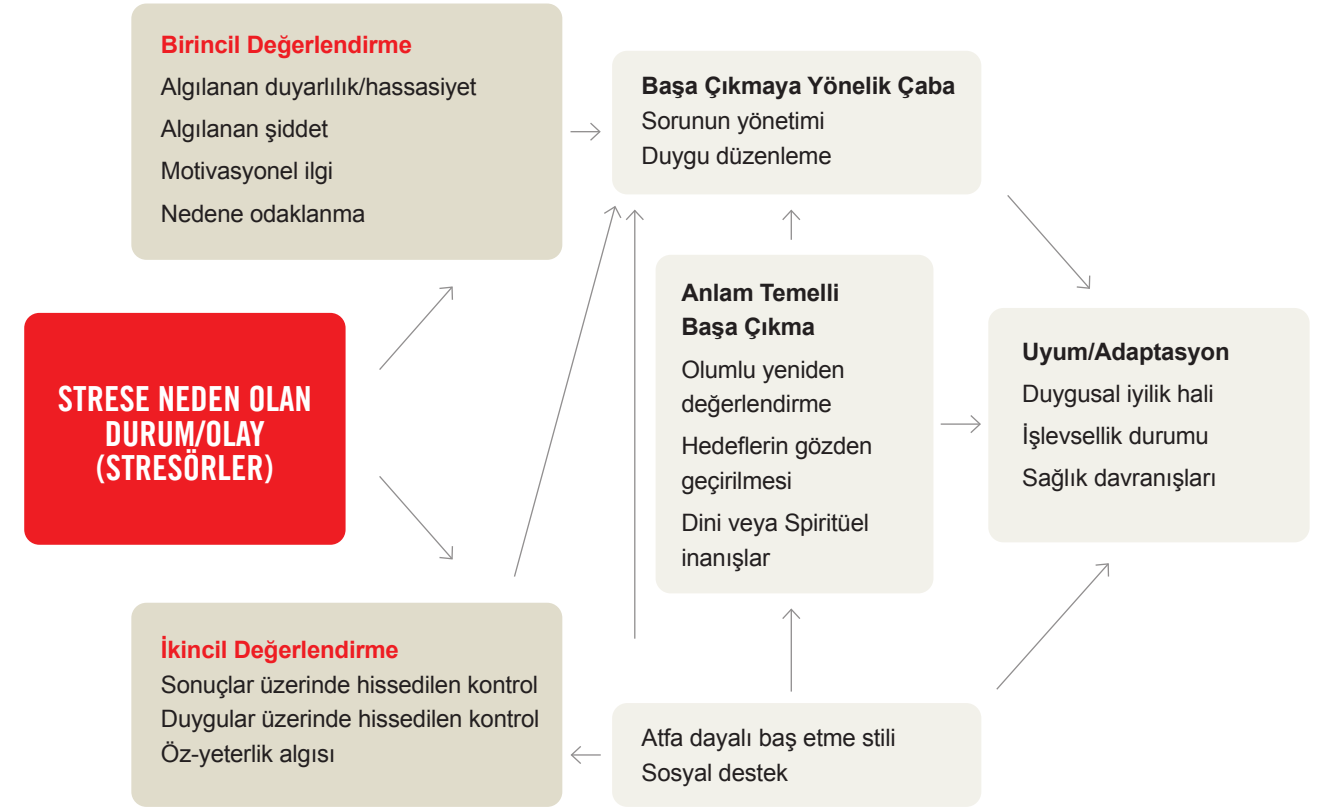 Birincil Değerlendirme
Algılanan duyarlılık/hassasiyet
Algılanan şiddet
Motivasyonel ilgi
Nedene odaklanma
Başa Çıkmaya Yönelik Çaba
Sorunun yönetimi
Duygu düzenleme
STRESE NEDEN OLAN
DURUM/OLAY
(STRESÖRLER)
Anlam Temelli
Başa Çıkma
Olumlu yeniden
değerlendirme
Hedeflerin gözden
geçirilmesi
Dini veya Spiritüel
inanışlar
Uyum/Adaptasyon
Duygusal iyilik hali
İşlevsellik durumu
Sağlık davranışları
İkincil Değerlendirme
Sonuçlar üzerinde hissedilen kontrol
Duygular üzerinde hissedilen kontrol
Öz-yeterlik algısı
Atfa dayalı baş etme stili
Sosyal destek